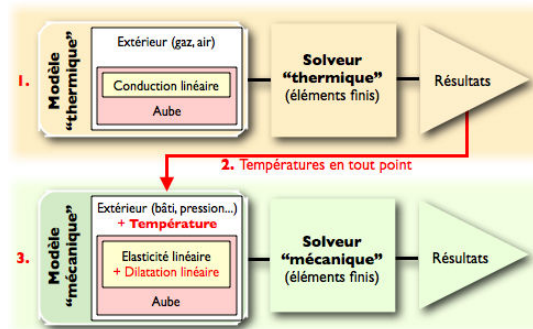 1.
Modèle
“thermique”
Extérieur (gaz, air)
Conduction linéaire
Aube
Solveur
“thermique”
(éléments finis)
Résultats
2. Températures en tout point
3.
Modèle
“mécanique”
Extérieur (bâti, pression...)
+ Température
Elasticité linéaire
+ Dilatation linéaire
Aube
Solveur
“mécanique”
(éléments finis)
Résultats